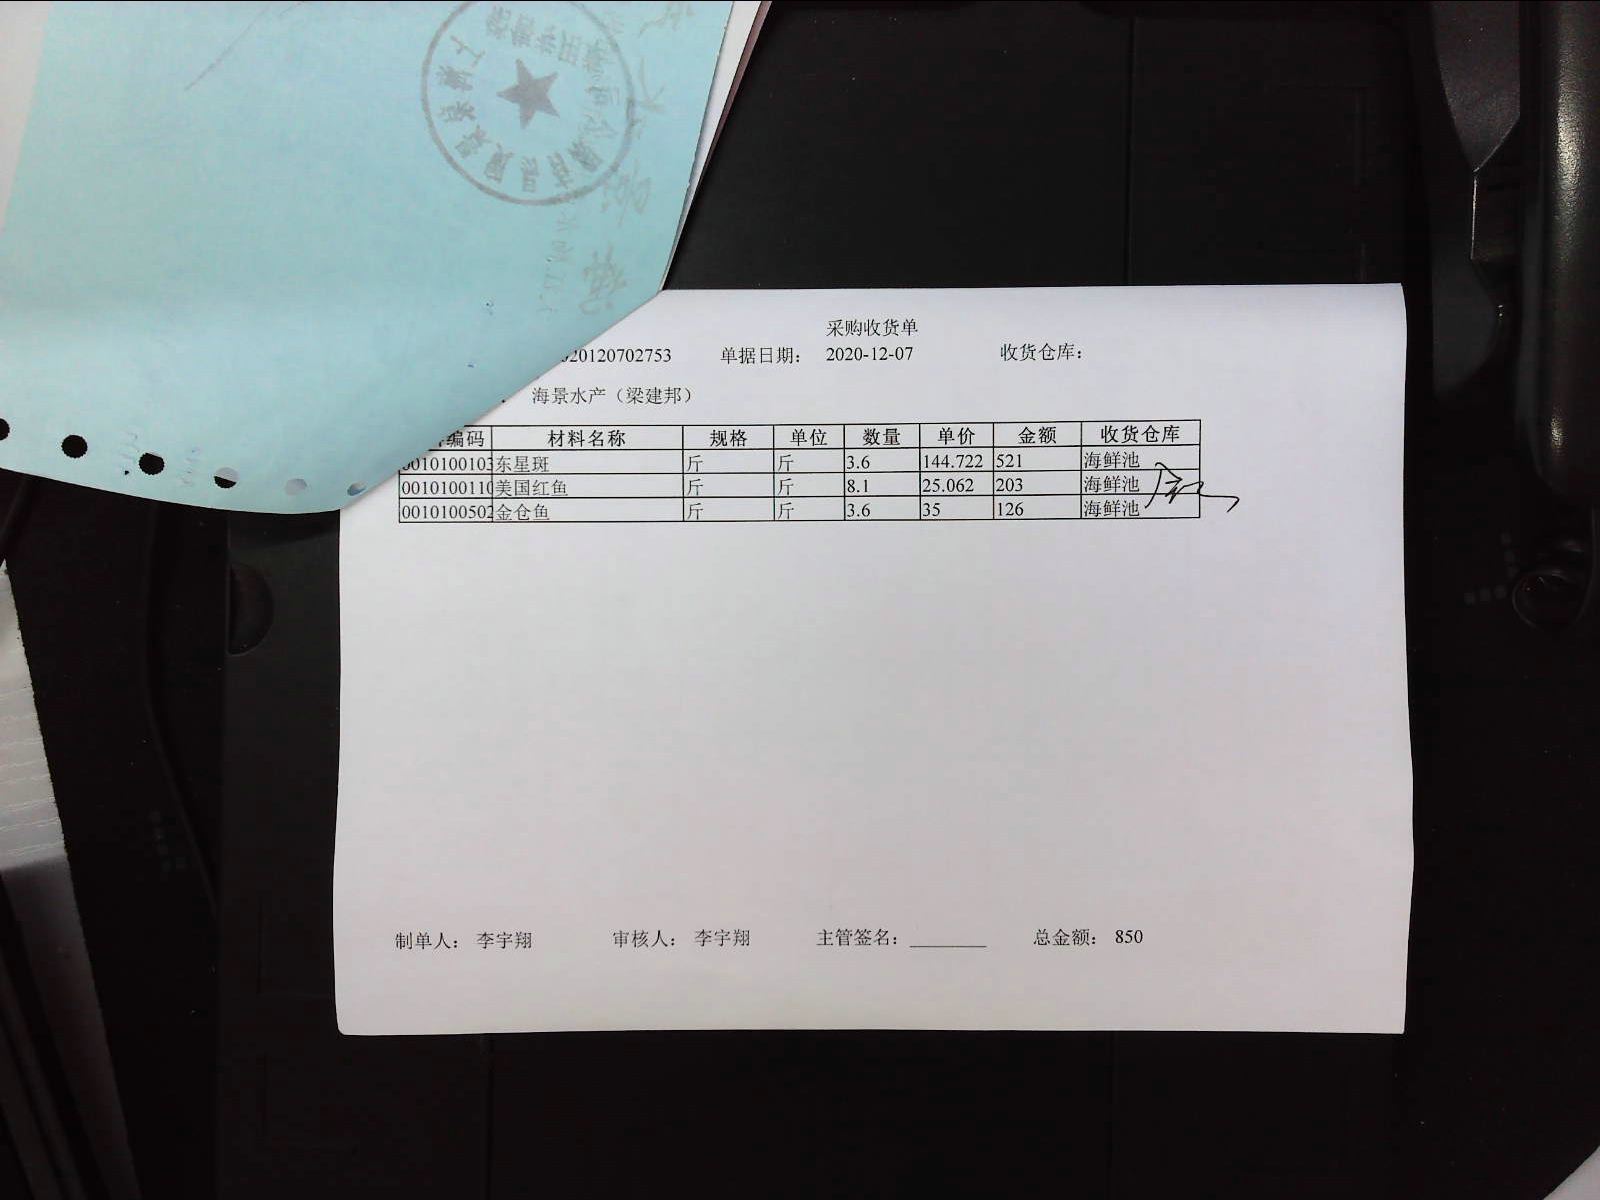 采购收货单
20120702753 单据日期： 2020-12-07 收货仓库：
海景水产（梁建邦）
编码 材料名称 规格 单位 数量 单价 金额 收货仓库
0010100103 东星斑 斤 斤 3.6 144.722 521 海鲜池
0010100110 美国红鱼 斤 斤 8.1 25.062 203 海鲜池
0010100502 金仓鱼 斤 斤 3.6 35 126 海鲜池
制单人： 李宇翔 审核人： 李宇翔 主管签名： 总金额： 850